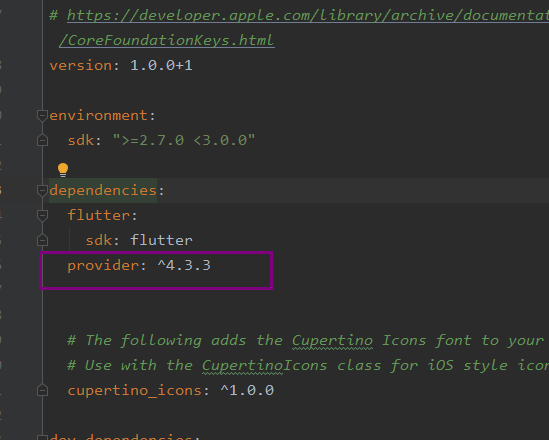 # https://developer.apple.com/library/archive/documentat
/CoreFoundationKeys.html
version: 1.0.0+1
environment:
sdk: ">=2.7.0 <3.0.0"
dependencies:
flutter:
sdk: flutter
provider: ^4.3.3
# The following adds the Cupertino Icons font to your
# Use with the CupertinoIcons class for iOS style icon
cupertino_icons: ^1.0.0
dev_dependencies: